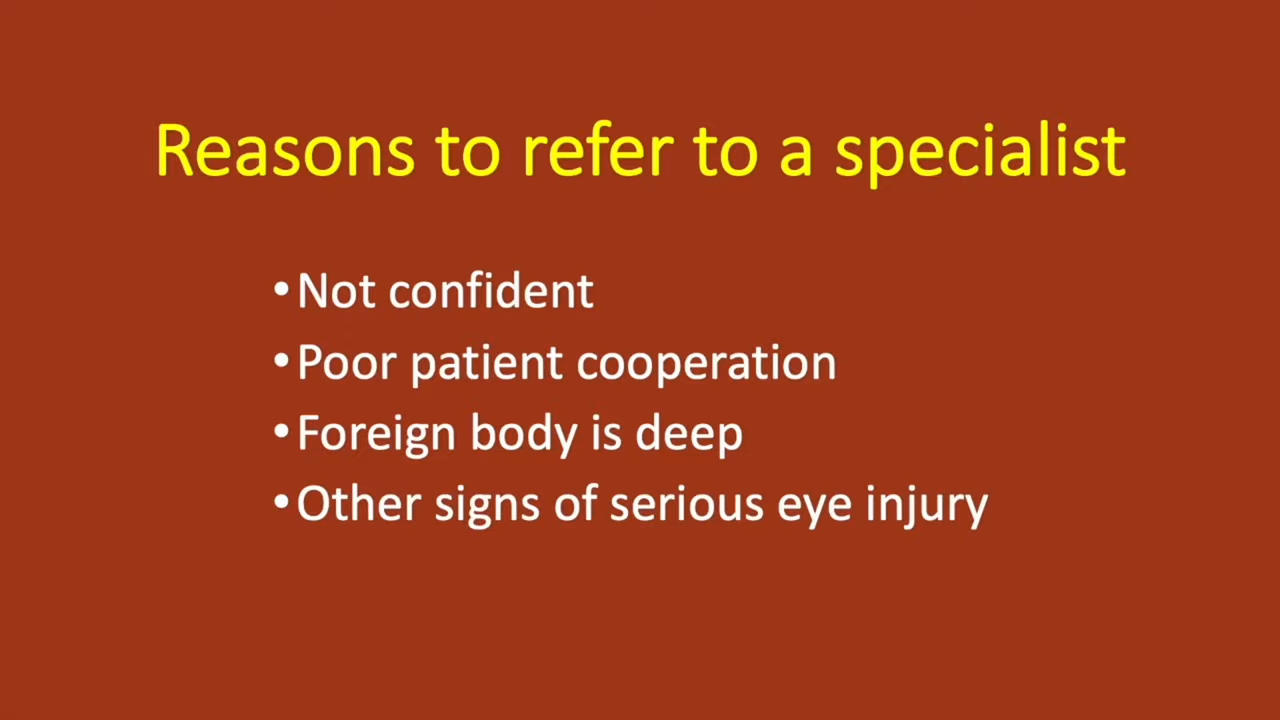 Reasons to refer to a specialist
•Not confident
•Poor patient cooperation
•Foreign body is deep
•Other signs of serious eye injury